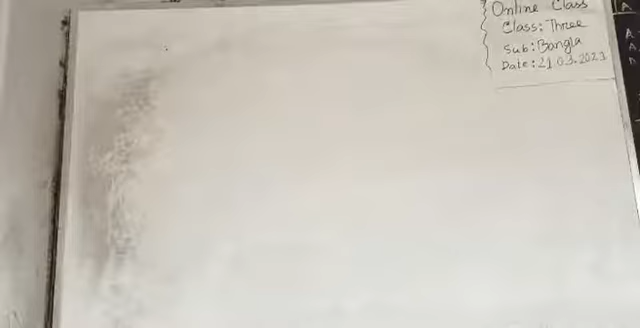 Online Class
Class: Three
Sub: Bangla
Date: 21.03.2021